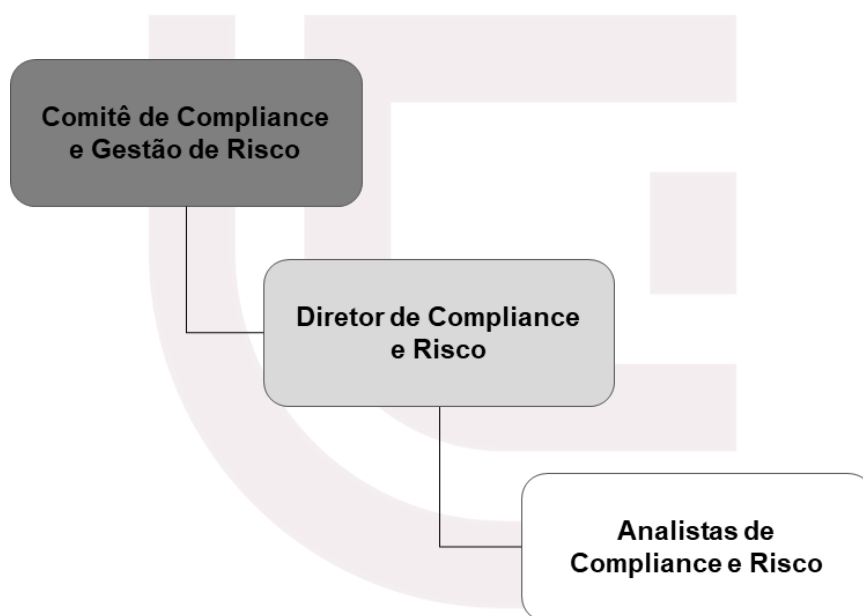 Comitê de Compliance
e Gestão de Risco
Diretor de Compliance
e Risco
Analistas de
Compliance e Risco